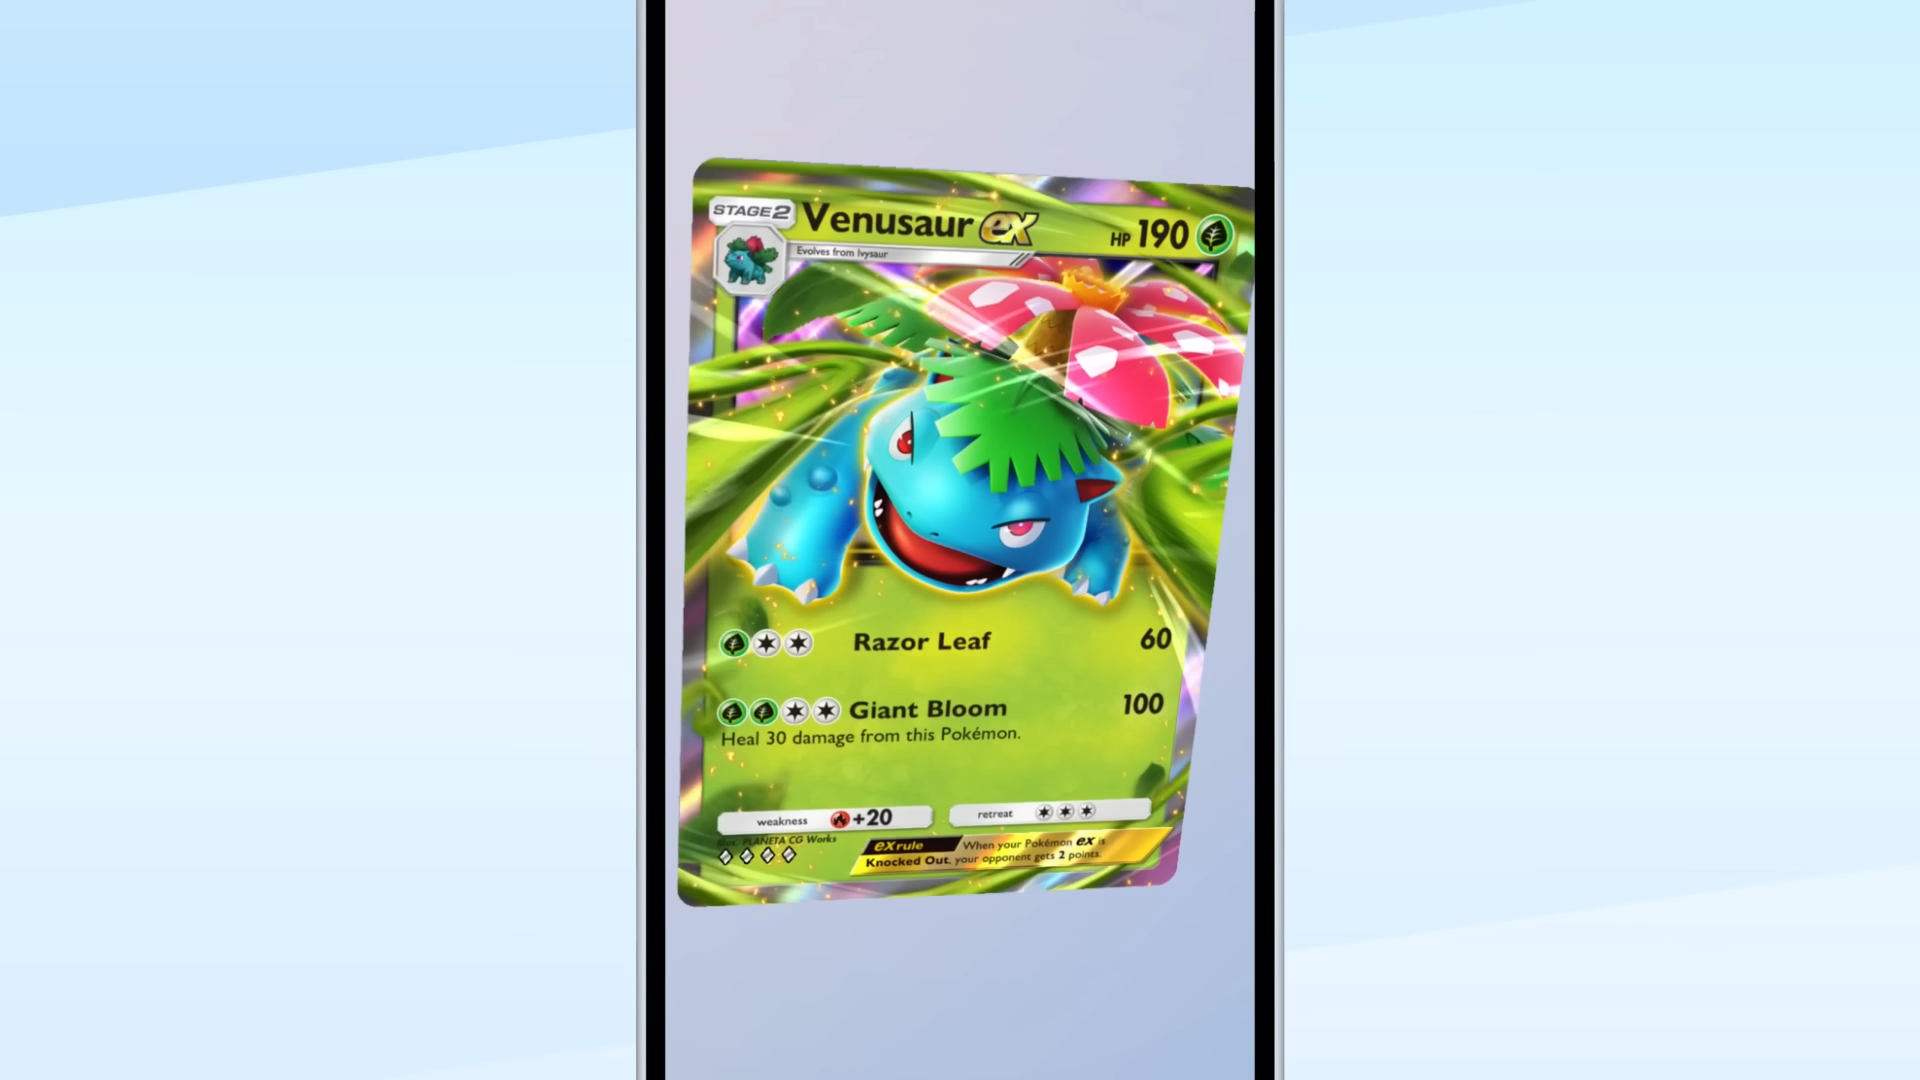 STAGE2 Venusaur ex HP 190
Evolves from Ivysaur
Razor Leaf 60
Giant Bloom 100
Heal 30 damage from this Pokémon.
weakness +20 retreat
Illus. PLANETA CG Works
ex rule When your Pokémon ex is
Knocked Out, your opponent gets 2 points.